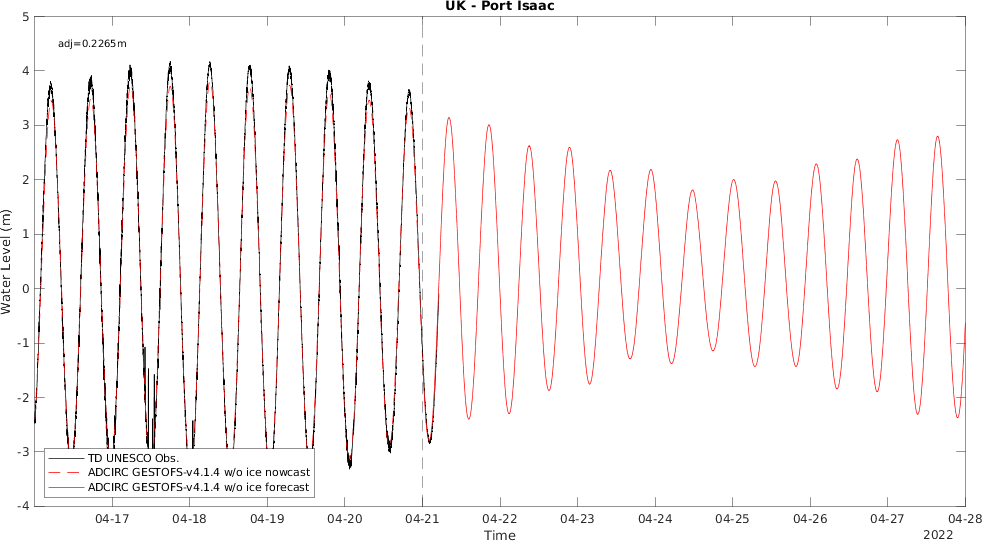 UK - Port Isaac
5
adj=0.2265m
4
3
2
1
0
-1
-2
-3
-4
Water Level (m)
TD UNESCO Obs.
ADCIRC GESTOFS-v4.1.4 w/o ice nowcast
ADCIRC GESTOFS-v4.1.4 w/o ice forecast
04-17 04-18 04-19 04-20 04-21 04-22 04-23 04-24 04-25 04-26 04-27 04-28
Time
2022